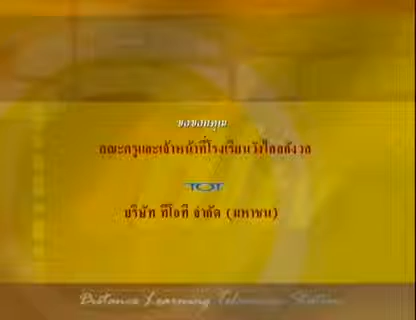 ขอขอบคุณ
คณะครูและเจ้าหน้าที่โรงเรียนวังไกลกังวล
TOT
บริษัท ทีโอที จำกัด (มหาชน)
Distance Learning Television Station